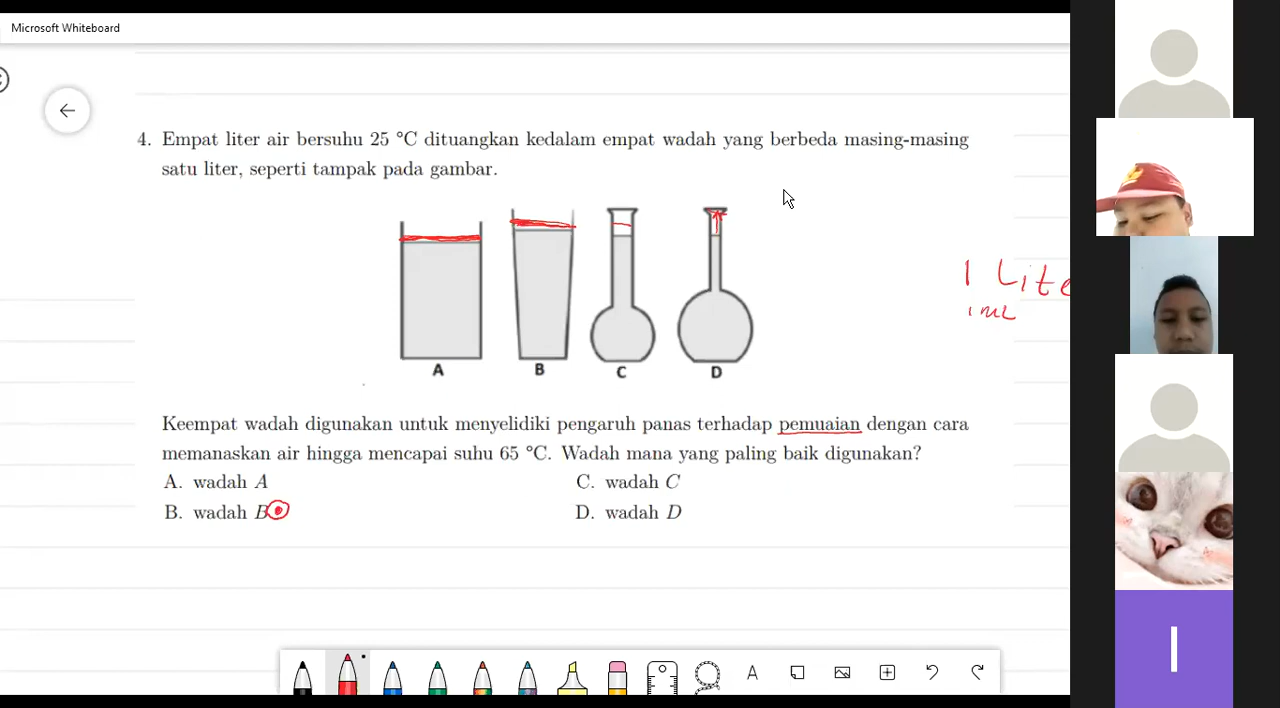 Microsoft Whiteboard
4. Empat liter air bersuhu 25 °C dituangkan kedalam empat wadah yang berbeda masing-masing
satu liter, seperti tampak pada gambar.
A B C D
1 Lite
1 mL
Keempat wadah digunakan untuk menyelidiki pengaruh panas terhadap pemuaian dengan cara
memanaskan air hingga mencapai suhu 65 °C. Wadah mana yang paling baik digunakan?
A. wadah A
B. wadah B
C. wadah C
D. wadah D
A
I